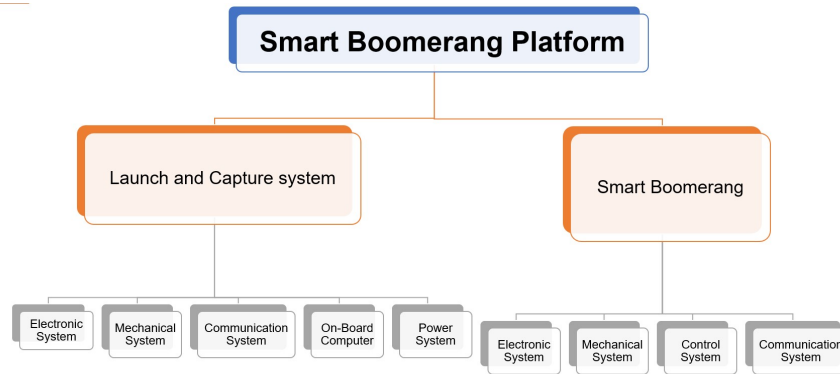 Smart Boomerang Platform
Launch and Capture system
Smart Boomerang
Electronic
System
Mechanical
System
Communication
System
On-Board
Computer
Power
System
Electronic
System
Mechanical
System
Control
System
Communication
System